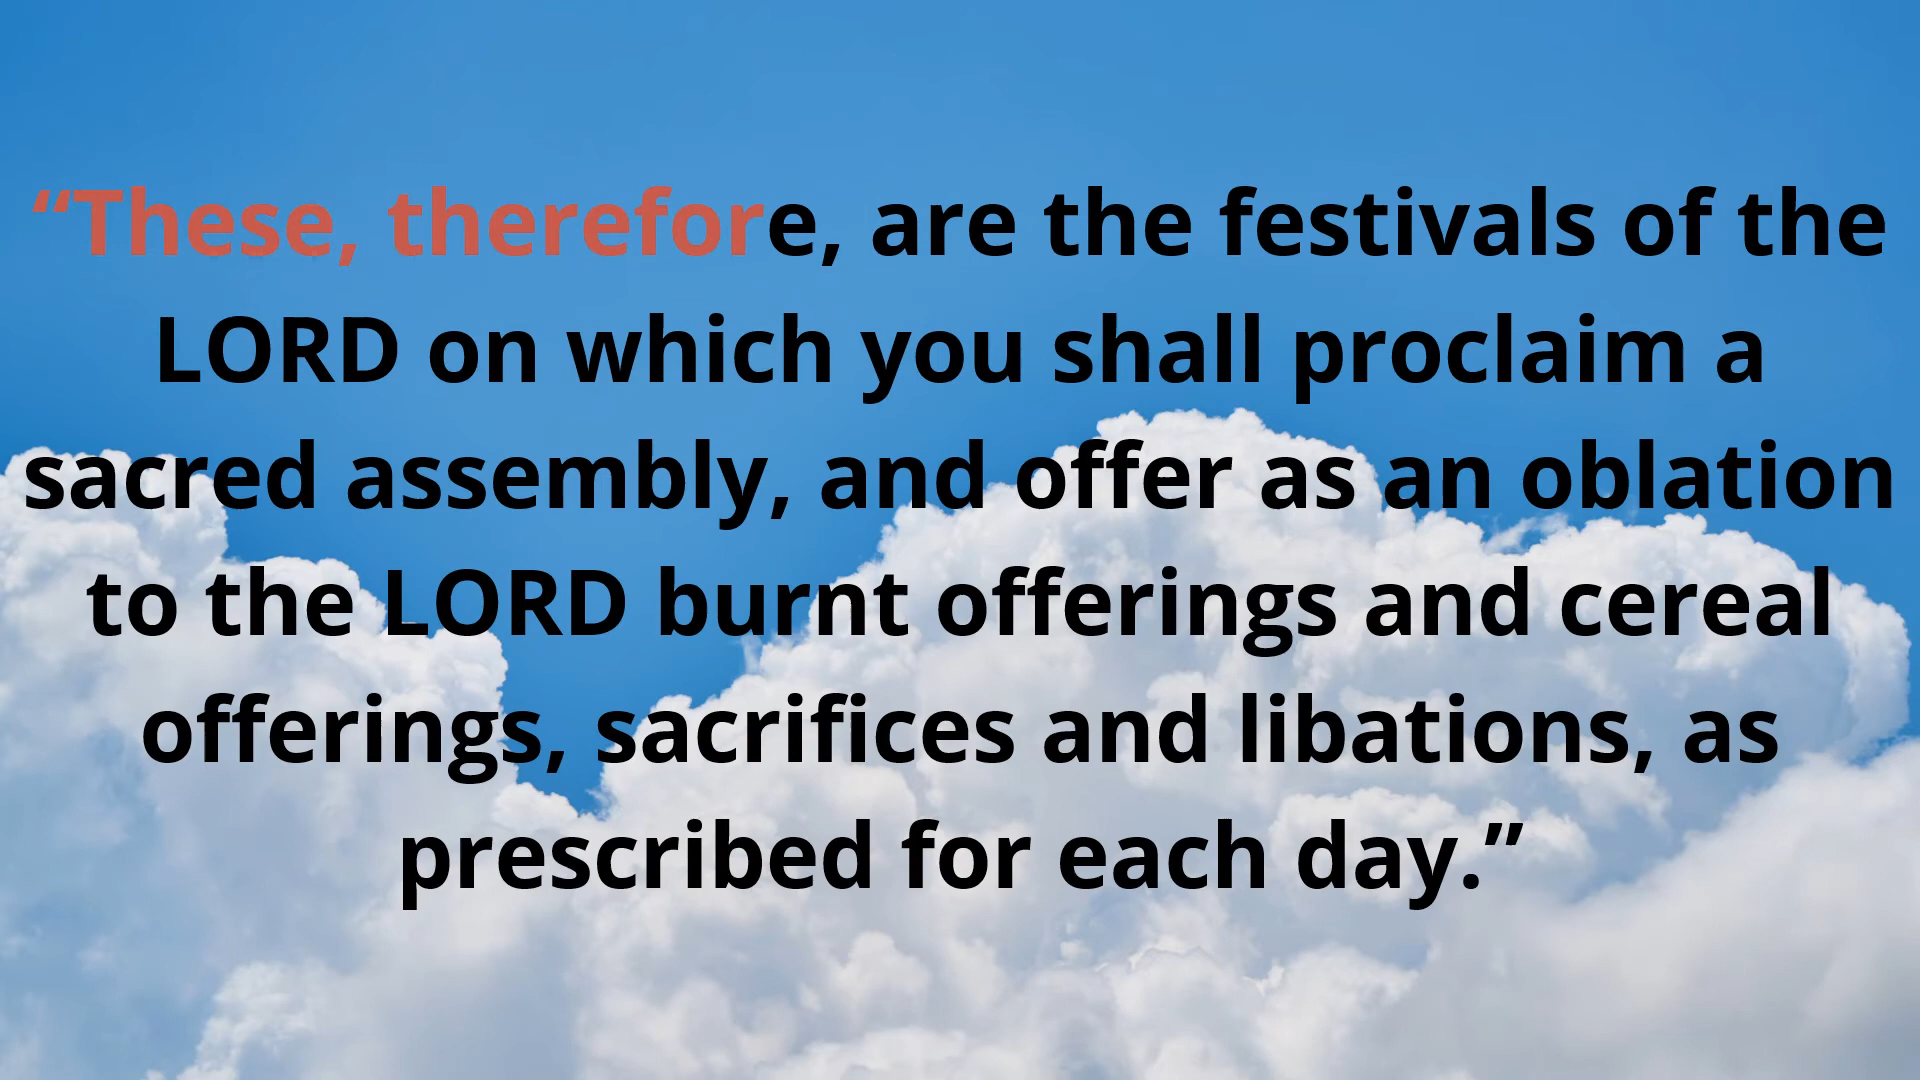 “These, therefore, are the festivals of the
LORD on which you shall proclaim a
sacred assembly, and offer as an oblation
to the LORD burnt offerings and cereal
offerings, sacrifices and libations, as
prescribed for each day.”